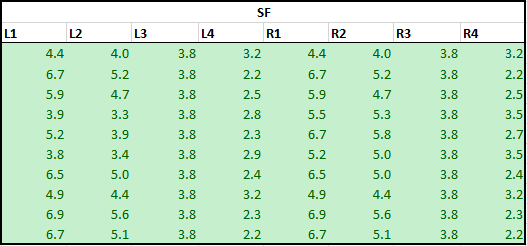 SF
L1 L2 L3 L4 R1 R2 R3 R4
4.4 4.0 3.8 3.2 4.4 4.0 3.8 3.2
6.7 5.2 3.8 2.2 6.7 5.2 3.8 2.2
5.9 4.7 3.8 2.5 5.9 4.7 3.8 2.5
3.9 3.3 3.8 2.8 5.5 5.3 3.8 3.5
5.2 3.9 3.8 2.3 6.7 5.8 3.8 2.7
3.8 3.4 3.8 2.9 5.2 5.0 3.8 3.5
6.5 5.0 3.8 2.4 6.5 5.0 3.8 2.4
4.9 4.4 3.8 3.2 4.9 4.4 3.8 3.2
6.9 5.6 3.8 2.3 6.9 5.6 3.8 2.3
6.7 5.1 3.8 2.2 6.7 5.1 3.8 2.2